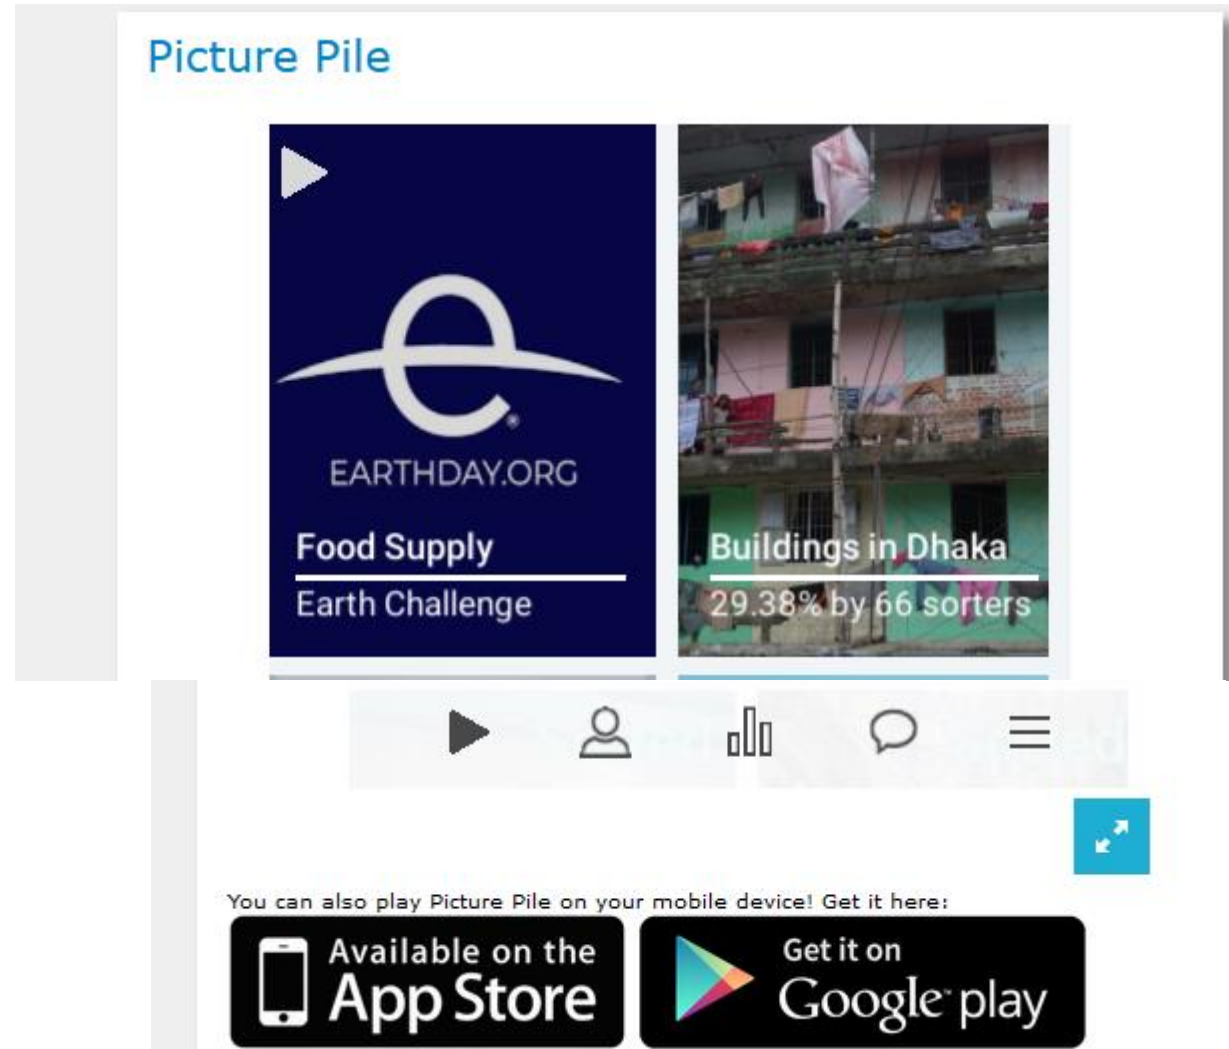 Picture Pile
EARTHDAY.ORG
Food Supply
Earth Challenge
Buildings in Dhaka
29.38% by 66 sorters
You can also play Picture Pile on your mobile device! Get it here:
Available on the
App Store
Get it on
Google play